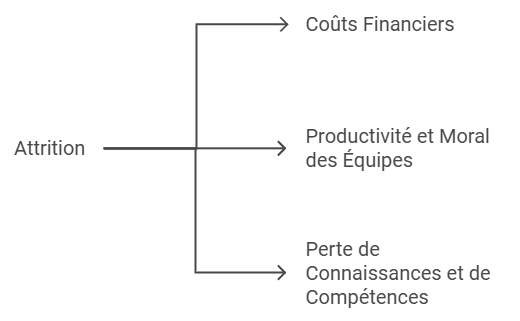 Coûts Financiers
Attrition
Productivité et Moral
des Équipes
Perte de
Connaissances et de
Compétences